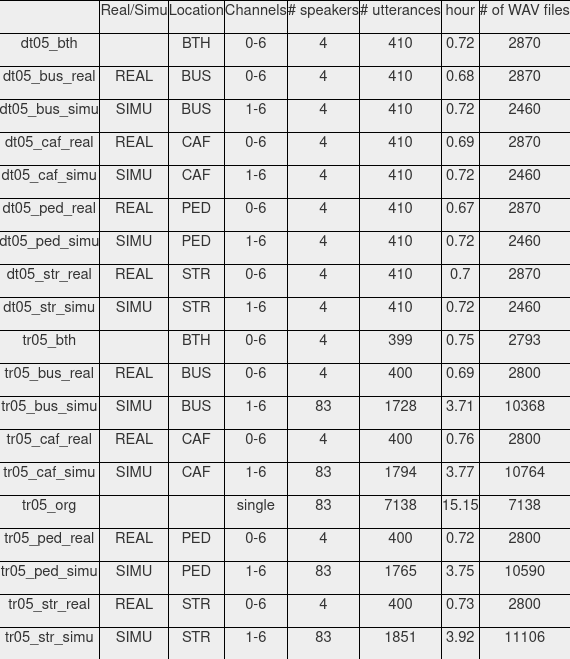 Real/Simu Location Channels # speakers # utterances hour # of WAV files
dt05_bth BTH 0-6 4 410 0.72 2870
dt05_bus_real REAL BUS 0-6 4 410 0.68 2870
dt05_bus_simu SIMU BUS 1-6 4 410 0.72 2460
dt05_caf_real REAL CAF 0-6 4 410 0.69 2870
dt05_caf_simu SIMU CAF 1-6 4 410 0.72 2460
dt05_ped_real REAL PED 0-6 4 410 0.67 2870
dt05_ped_simu SIMU PED 1-6 4 410 0.72 2460
dt05_str_real REAL STR 0-6 4 410 0.7 2870
dt05_str_simu SIMU STR 1-6 4 410 0.72 2460
tr05_bth BTH 0-6 4 399 0.75 2793
tr05_bus_real REAL BUS 0-6 4 400 0.69 2800
tr05_bus_simu SIMU BUS 1-6 83 1728 3.71 10368
tr05_caf_real REAL CAF 0-6 4 400 0.76 2800
tr05_caf_simu SIMU CAF 1-6 83 1794 3.77 10764
tr05_org single 83 7138 15.15 7138
tr05_ped_real REAL PED 0-6 4 400 0.72 2800
tr05_ped_simu SIMU PED 1-6 83 1765 3.75 10590
tr05_str_real REAL STR 0-6 4 400 0.73 2800
tr05_str_simu SIMU STR 1-6 83 1851 3.92 11106